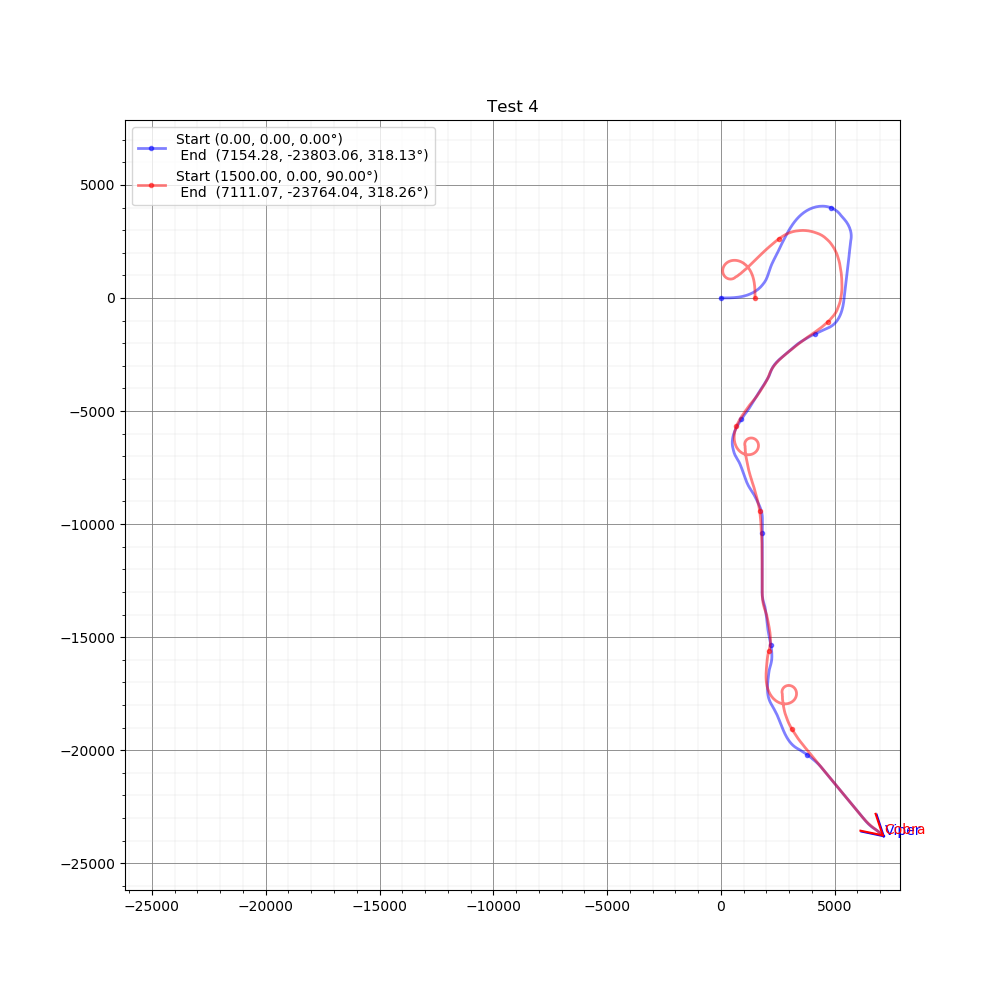 Test 4
Start (0.00, 0.00, 0.00°)
End (7154.28, -23803.06, 318.13°)
Start (1500.00, 0.00, 90.00°)
End (7111.07, -23764.04, 318.26°)
5000
0
−5000
−10000
−15000
−20000
−25000
Cobra
Viper
−25000
−20000
−15000
−10000
−5000
0
5000